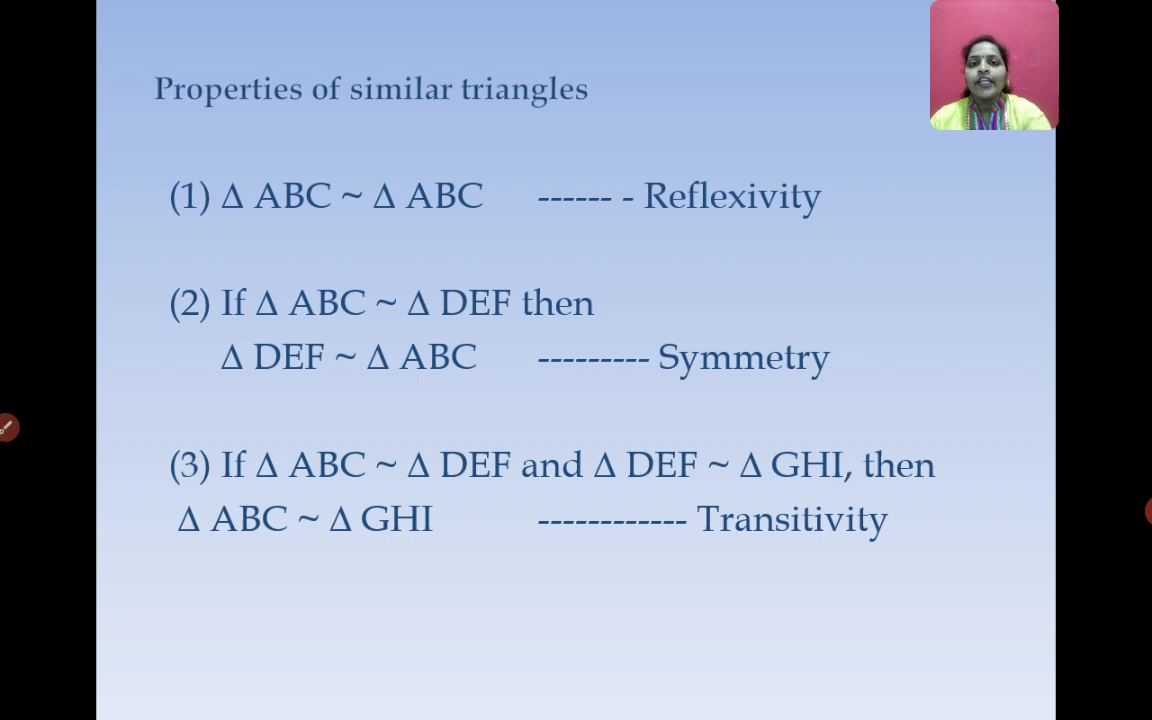 Properties of similar triangles
(1) Δ ABC ~ Δ ABC ------ - Reflexivity
(2) If Δ ABC ~ Δ DEF then
Δ DEF ~ Δ ABC --------- Symmetry
(3) If Δ ABC ~ Δ DEF and Δ DEF ~ Δ GHI, then
Δ ABC ~ Δ GHI ------------ Transitivity